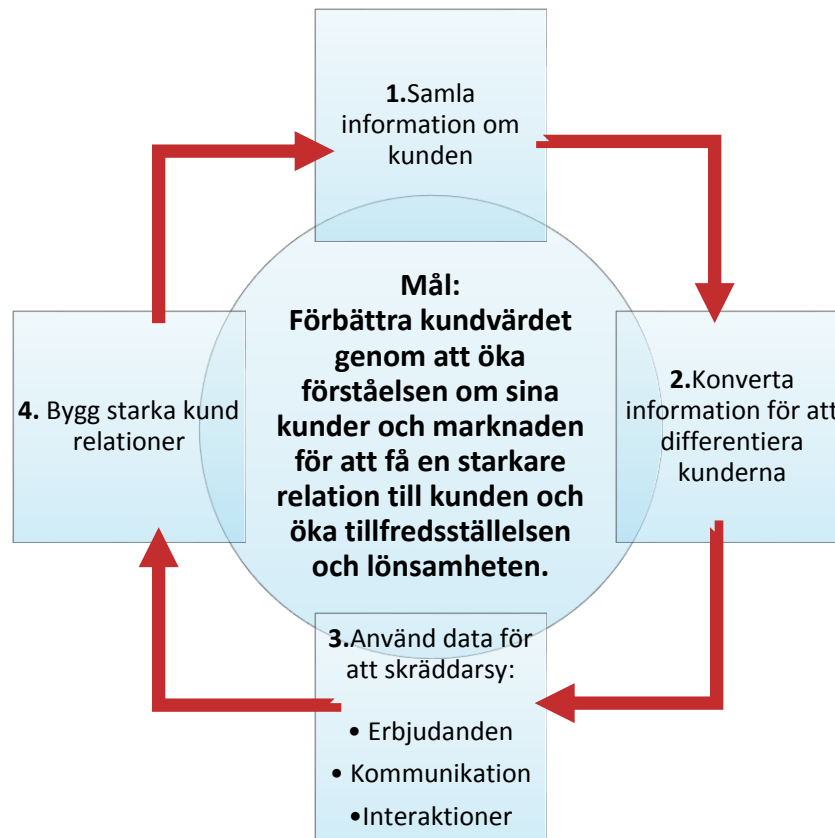 1.Samla
information om
kunden
2.Konverta
information för att
differentiera
kunderna
3.Använd data för
att skräddarsy:
• Erbjudanden
• Kommunikation
•Interaktioner
4. Bygg starka kund
relationer
Mål:
Förbättra kundvärdet
genom att öka
förståelsen om sina
kunder och marknaden
för att få en starkare
relation till kunden och
öka tillfredsställelsen
och lönsamheten.